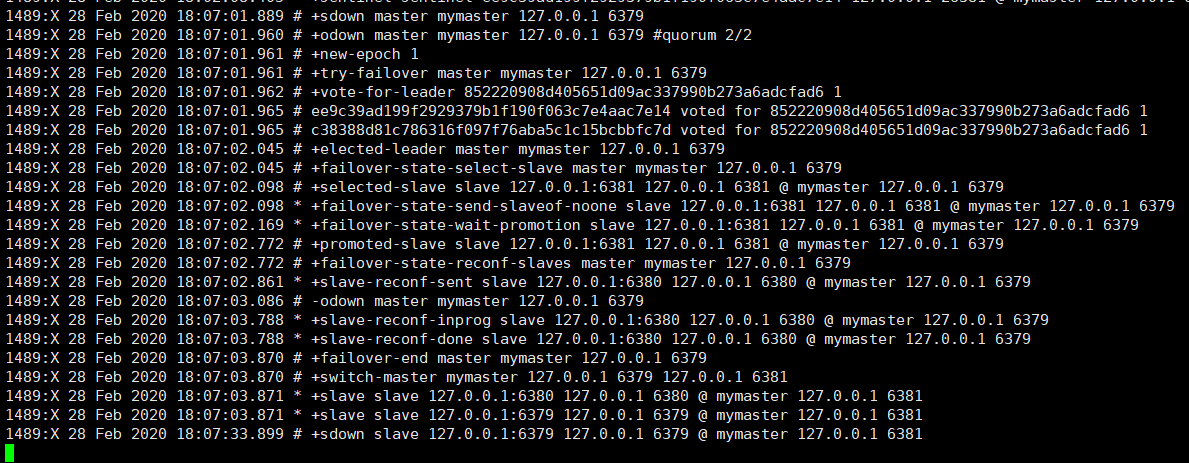 1489:X 28 Feb 2020 18:07:01.889 # +sdown master mymaster 127.0.0.1 6379
1489:X 28 Feb 2020 18:07:01.960 # +odown master mymaster 127.0.0.1 6379 #quorum 2/2
1489:X 28 Feb 2020 18:07:01.961 # +new-epoch 1
1489:X 28 Feb 2020 18:07:01.961 # +try-failover master mymaster 127.0.0.1 6379
1489:X 28 Feb 2020 18:07:01.962 # +vote-for-leader 852220908d405651d09ac337990b273a6adcfad6 1
1489:X 28 Feb 2020 18:07:01.965 # ee9c39ad199f2929379b1f190f063c7e4aac7e14 voted for 852220908d405651d09ac337990b273a6adcfad6 1
1489:X 28 Feb 2020 18:07:01.965 # c38388d81c786316f097f76aba5c1c15bcbbfc7d voted for 852220908d405651d09ac337990b273a6adcfad6 1
1489:X 28 Feb 2020 18:07:02.045 # +elected-leader master mymaster 127.0.0.1 6379
1489:X 28 Feb 2020 18:07:02.045 # +failover-state-select-slave master mymaster 127.0.0.1 6379
1489:X 28 Feb 2020 18:07:02.098 # +selected-slave slave 127.0.0.1:6381 127.0.0.1 6381 @ mymaster 127.0.0.1 6379
1489:X 28 Feb 2020 18:07:02.098 * +failover-state-send-slaveof-noone slave 127.0.0.1:6381 127.0.0.1 6381 @ mymaster 127.0.0.1 6379
1489:X 28 Feb 2020 18:07:02.169 * +failover-state-wait-promotion slave 127.0.0.1:6381 127.0.0.1 6381 @ mymaster 127.0.0.1 6379
1489:X 28 Feb 2020 18:07:02.772 # +promoted-slave slave 127.0.0.1:6381 127.0.0.1 6381 @ mymaster 127.0.0.1 6379
1489:X 28 Feb 2020 18:07:02.772 # +failover-state-reconf-slaves master mymaster 127.0.0.1 6379
1489:X 28 Feb 2020 18:07:02.861 * +slave-reconf-sent slave 127.0.0.1:6380 127.0.0.1 6380 @ mymaster 127.0.0.1 6379
1489:X 28 Feb 2020 18:07:03.086 # -odown master mymaster 127.0.0.1 6379
1489:X 28 Feb 2020 18:07:03.788 * +slave-reconf-inprog slave 127.0.0.1:6380 127.0.0.1 6380 @ mymaster 127.0.0.1 6379
1489:X 28 Feb 2020 18:07:03.788 * +slave-reconf-done slave 127.0.0.1:6380 127.0.0.1 6380 @ mymaster 127.0.0.1 6379
1489:X 28 Feb 2020 18:07:03.870 # +failover-end master mymaster 127.0.0.1 6379
1489:X 28 Feb 2020 18:07:03.870 # +switch-master mymaster 127.0.0.1 6379 127.0.0.1 6381
1489:X 28 Feb 2020 18:07:03.871 * +slave slave 127.0.0.1:6380 127.0.0.1 6380 @ mymaster 127.0.0.1 6381
1489:X 28 Feb 2020 18:07:03.871 * +slave slave 127.0.0.1:6379 127.0.0.1 6379 @ mymaster 127.0.0.1 6381
1489:X 28 Feb 2020 18:07:33.899 # +sdown slave 127.0.0.1:6379 127.0.0.1 6379 @ mymaster 127.0.0.1 6381